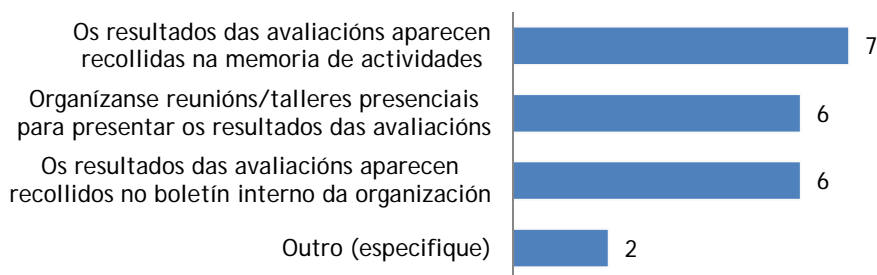 Os resultados das avaliacións aparecen
recollidas na memoria de actividades
7
Organízanse reunións/talleres presenciais
para presentar os resultados das avaliacións
6
Os resultados das avaliacións aparecen
recollidos no boletín interno da organización
6
Outro (especifique)
2